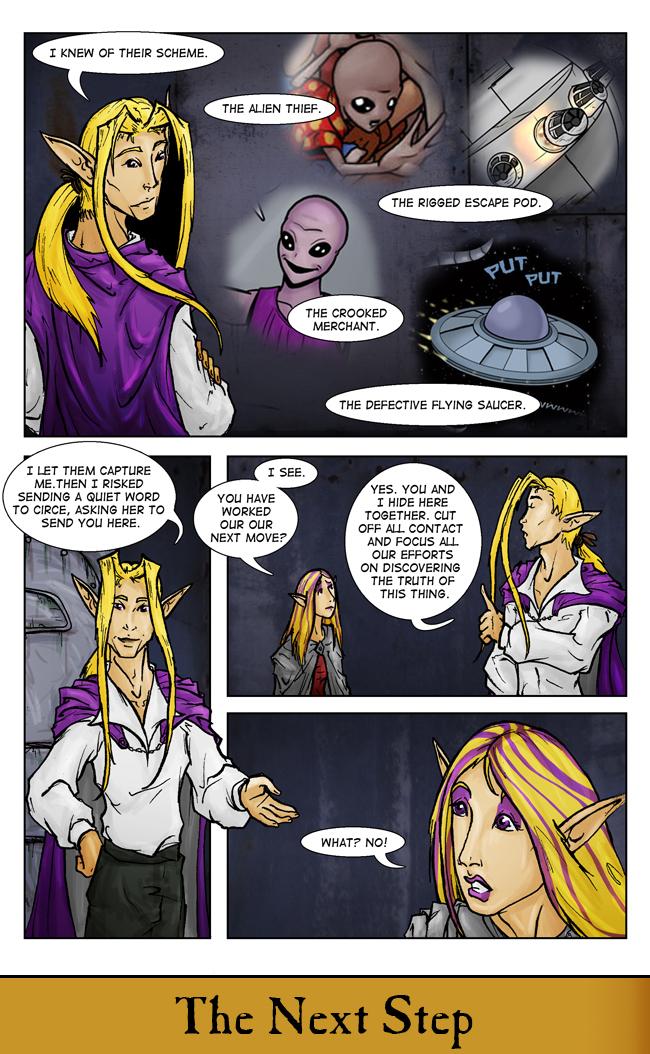 I KNEW OF THEIR SCHEME.
THE ALIEN THIEF.
THE RIGGED ESCAPE POD.
THE CROOKED
MERCHANT.
PUT
PUT
THE DEFECTIVE FLYING SAUCER.
WWWW
I LET THEM CAPTURE
ME.THEN I RISKED
SENDING A QUIET WORD
TO CIRCE, ASKING HER TO
SEND YOU HERE.
I SEE.
YOU HAVE
WORKED
OUR OUR
NEXT MOVE?
YES. YOU AND
I HIDE HERE
TOGETHER. CUT
OFF ALL CONTACT
AND FOCUS ALL
OUR EFFORTS
ON DISCOVERING
THE TRUTH OF
THIS THING.
WHAT? NO!
The Next Step